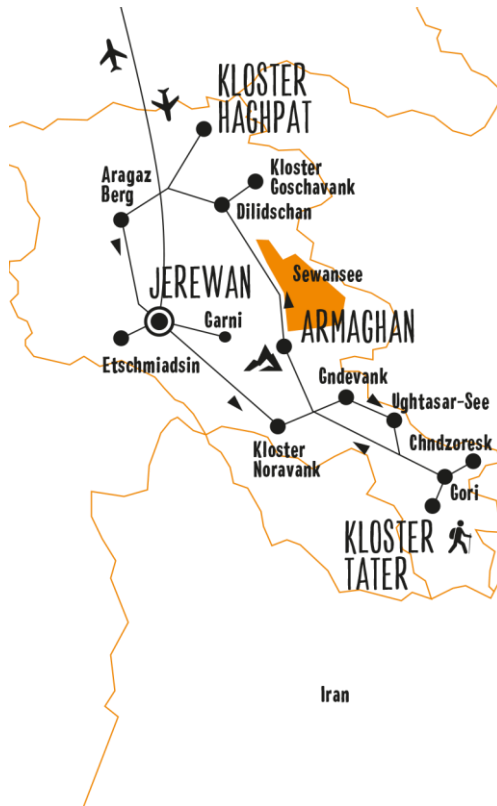 KLOSTER
HAGHPAT
Kloster
Goschavank
Aragaz
Berg
Dilidschan
Sewansee
JEREWAN
Garni
ARMAGHAN
Etschmiadsin
Gndevank
Ughtasar-See
Chndzoresk
Kloster
Noravank
Gori
KLOSTER
TATER
Iran